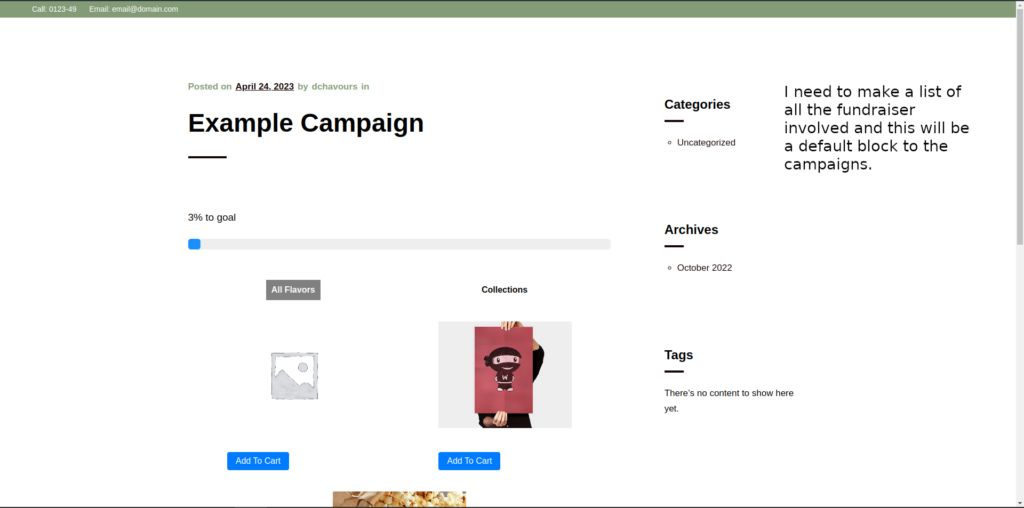 Call: 0123-49 Email: email@domain.com
Posted on April 24, 2023 by dchavours in
Example Campaign
3% to goal
All Flavors
Collections
W
Add To Cart
Add To Cart
Categories
Uncategorized
Archives
October 2022
Tags
There's no content to show here
yet.
I need to make a list of
all the fundraiser
involved and this will be
a default block to the
campaigns.